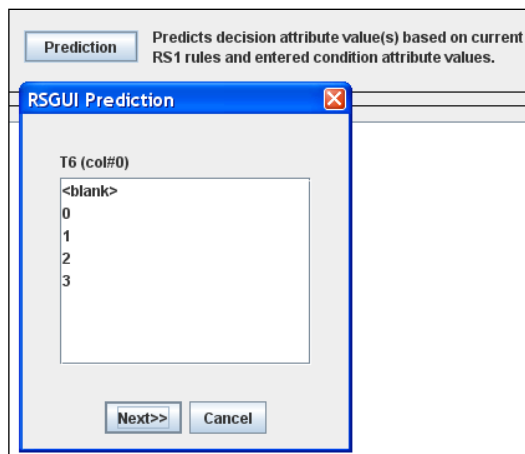 Prediction
Predicts decision attribute value(s) based on current
RS1 rules and entered condition attribute values.
RSGUI Prediction
T6 (col#0)
<blank>
0
1
2
3
Next>>
Cancel